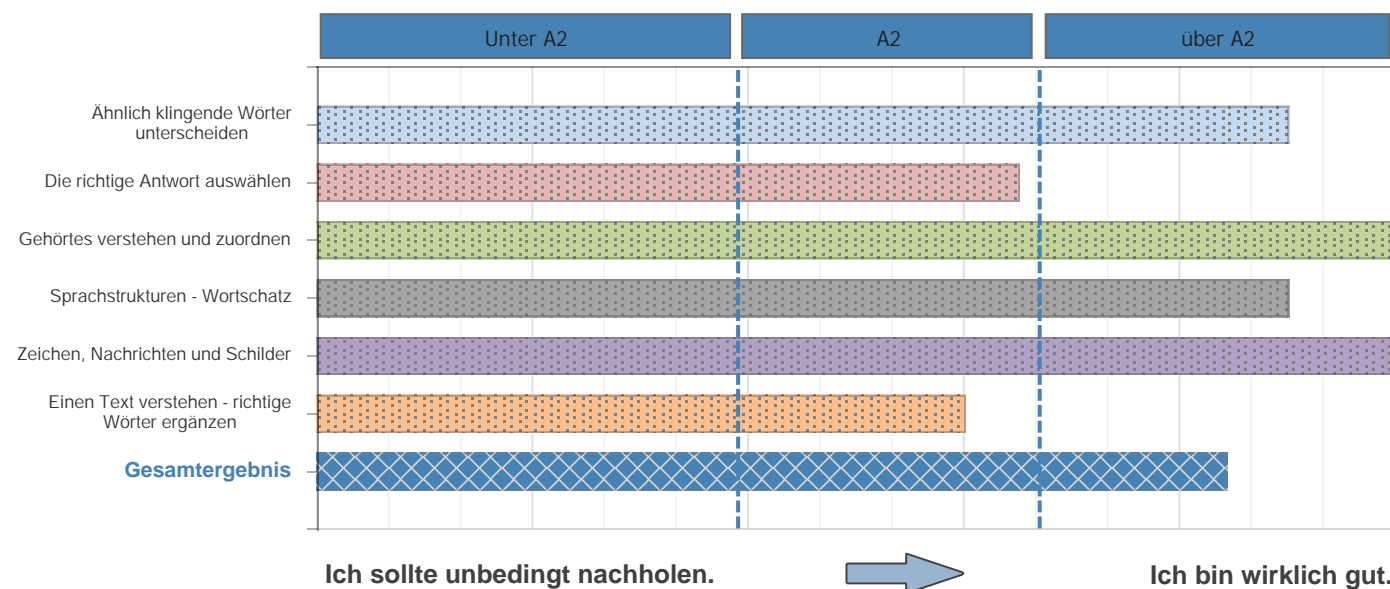 Unter A2
A2
über A2
Ähnlich klingende Wörter
unterscheiden
Die richtige Antwort auswählen
Gehörtes verstehen und zuordnen
Sprachstrukturen - Wortschatz
Zeichen, Nachrichten und Schilder
Einen Text verstehen - richtige
Wörter ergänzen
Gesamtergebnis
Ich sollte unbedingt nachholen.
Ich bin wirklich gut.